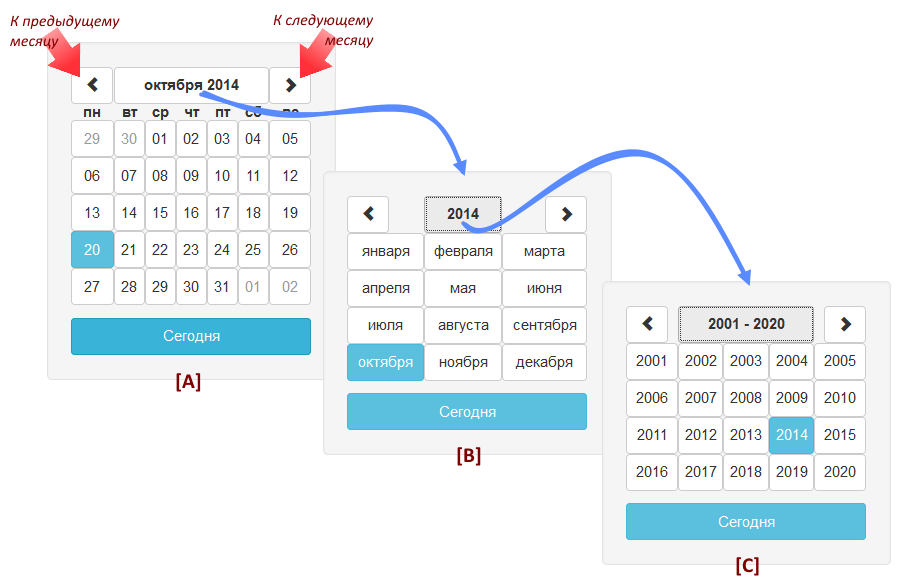 К предыдущему
месяцу
К следующему
месяцу
октября 2014
пн вт ср чт пт сб вс
29 30 01 02 03 04 05
06 07 08 09 10 11 12
13 14 15 16 17 18 19
20 21 22 23 24 25 26
27 28 29 30 31 01 02
Сегодня
[A]
2014
января февраля марта
апреля мая июня
июля августа сентября
октября ноября декабря
Сегодня
[B]
2001 - 2020
2001 2002 2003 2004 2005
2006 2007 2008 2009 2010
2011 2012 2013 2014 2015
2016 2017 2018 2019 2020
Сегодня
[C]